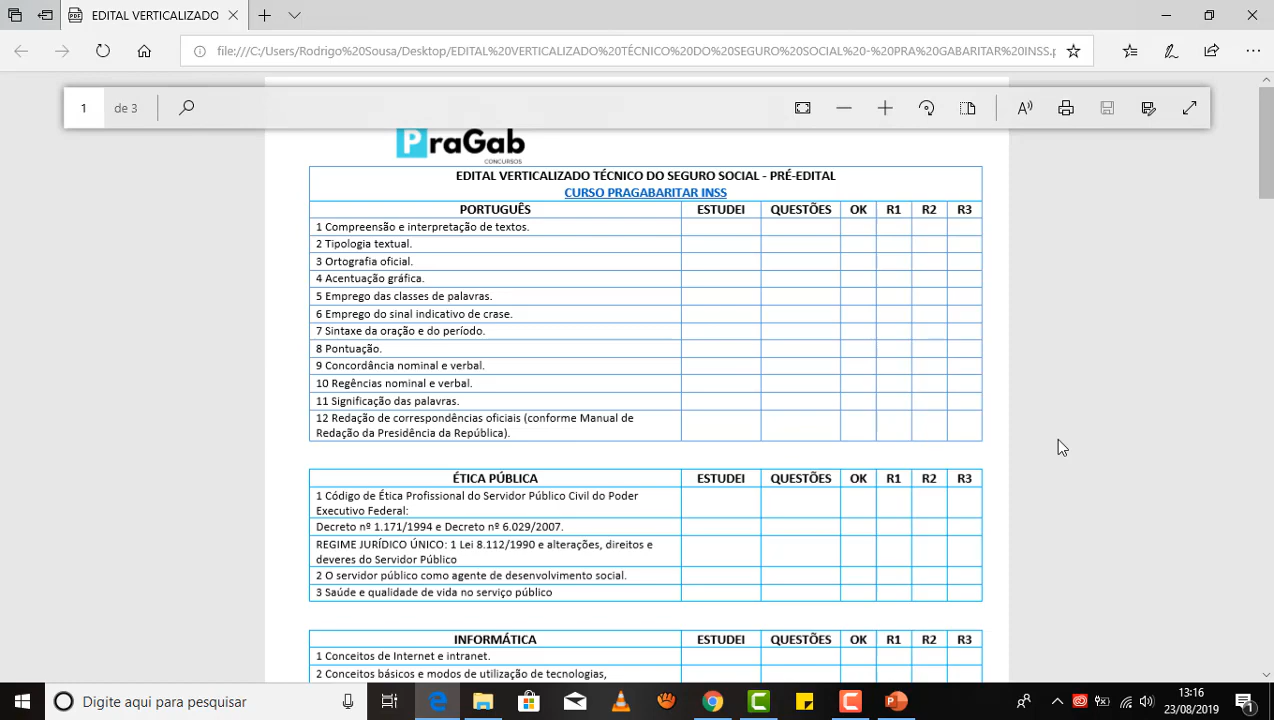 EDITAL VERTICALIZADO
file:///C:/Users/Rodrigo%20Sousa/Desktop/EDITAL%20VERTICALIZADO%20TÉCNICO%20DO%20SEGURO%20SOCIAL%20-%20PRA%20GABARITAR%20INSS.p
1 de 3
PraGab
CONCURSOS
EDITAL VERTICALIZADO TÉCNICO DO SEGURO SOCIAL - PRÉ-EDITAL
CURSO PRAGABARITAR INSS
PORTUGUÊS ESTUDEI QUESTÕES OK R1 R2 R3
1 Compreensão e interpretação de textos.
2 Tipologia textual.
3 Ortografia oficial.
4 Acentuação gráfica.
5 Emprego das classes de palavras.
6 Emprego do sinal indicativo de crase.
7 Sintaxe da oração e do período.
8 Pontuação.
9 Concordância nominal e verbal.
10 Regências nominal e verbal.
11 Significação das palavras.
12 Redação de correspondências oficiais (conforme Manual de
Redação da Presidência da República).
ÉTICA PÚBLICA ESTUDEI QUESTÕES OK R1 R2 R3
1 Código de Ética Profissional do Servidor Público Civil do Poder
Executivo Federal:
Decreto nº 1.171/1994 e Decreto nº 6.029/2007.
REGIME JURÍDICO ÚNICO: 1 Lei 8.112/1990 e alterações, direitos e
deveres do Servidor Público
2 O servidor público como agente de desenvolvimento social.
3 Saúde e qualidade de vida no serviço público
INFORMÁTICA ESTUDEI QUESTÕES OK R1 R2 R3
1 Conceitos de Internet e intranet.
2 Conceitos básicos e modos de utilização de tecnologias,
Digite aqui para pesquisar
13:16
23/08/2019